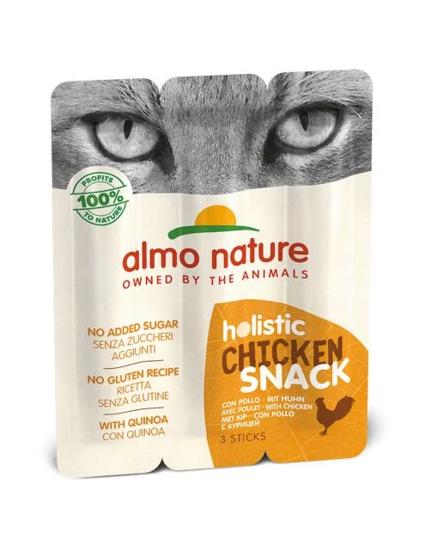 PROFITS
100%
TO NATURE
almo nature
OWNED BY THE ANIMALS
NO ADDED SUGAR
SENZA ZUCCHERI
AGGIUNTI
NO GLUTEN RECIPE
RICETTA
SENZA GLUTINE
WITH QUINOA
CON QUINOA
holistic
CHICKEN
SNACK
CON POLLO - MIT HUHN
AVEC POULET - WITH CHICKEN
MET KIP - CON POLLO
С КУРИЦЕЙ
3 STICKS